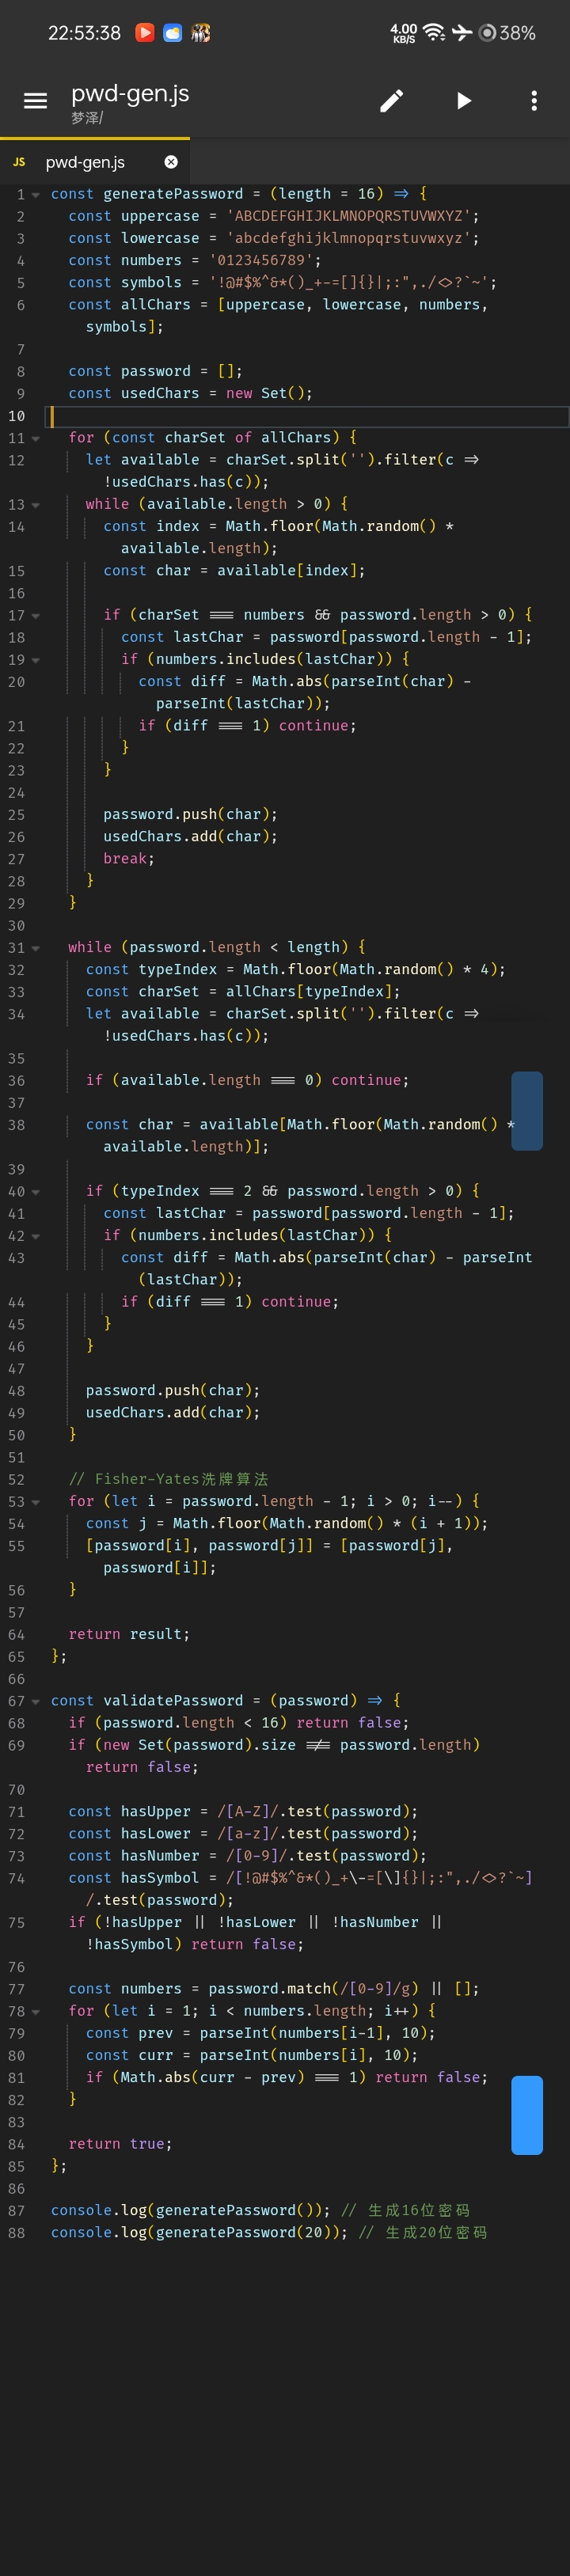 22:53:38
4.00
KB/S
38%
pwd-gen.js
梦泽/
JS pwd-gen.js
1 const generatePassword = (length = 16) => {
2 const uppercase = 'ABCDEFGHIJKLMNOPQRSTUVWXYZ';
3 const lowercase = 'abcdefghijklmnopqrstuvwxyz';
4 const numbers = '0123456789';
5 const symbols = '!@#$%^&*()_+-=[]{}|;:",./<>?`~';
6 const allChars = [uppercase, lowercase, numbers,
symbols];
7
8 const password = [];
9 const usedChars = new Set();
10
11 for (const charSet of allChars) {
12 let available = charSet.split('').filter(c =>
!usedChars.has(c));
13 while (available.length > 0) {
14 const index = Math.floor(Math.random() *
available.length);
15 const char = available[index];
16
17 if (charSet === numbers && password.length > 0) {
18 const lastChar = password[password.length - 1];
19 if (numbers.includes(lastChar)) {
20 const diff = Math.abs(parseInt(char) -
parseInt(lastChar));
21 if (diff === 1) continue;
22 }
23 }
24
25 password.push(char);
26 usedChars.add(char);
27 break;
28 }
29 }
30
31 while (password.length < length) {
32 const typeIndex = Math.floor(Math.random() * 4);
33 const charSet = allChars[typeIndex];
34 let available = charSet.split('').filter(c =>
!usedChars.has(c));
35
36 if (available.length === 0) continue;
37
38 const char = available[Math.floor(Math.random() *
available.length)];
39
40 if (typeIndex === 2 && password.length > 0) {
41 const lastChar = password[password.length - 1];
42 if (numbers.includes(lastChar)) {
43 const diff = Math.abs(parseInt(char) - parseInt
(lastChar));
44 if (diff === 1) continue;
45 }
46 }
47
48 password.push(char);
49 usedChars.add(char);
50 }
51
52 // Fisher-Yates洗牌算法
53 for (let i = password.length - 1; i > 0; i--) {
54 const j = Math.floor(Math.random() * (i + 1));
55 [password[i], password[j]] = [password[j],
password[i]];
56 }
57
64 return result;
65 };
66
67 const validatePassword = (password) => {
68 if (password.length < 16) return false;
69 if (new Set(password).size !== password.length)
return false;
70
71 const hasUpper = /[A-Z]/.test(password);
72 const hasLower = /[a-z]/.test(password);
73 const hasNumber = /[0-9]/.test(password);
74 const hasSymbol = /[!@#$%^&*()_+\-=[\]{}|;:",./<>?`~]
/.test(password);
75 if (!hasUpper || !hasLower || !hasNumber ||
!hasSymbol) return false;
76
77 const numbers = password.match(/[0-9]/g) || [];
78 for (let i = 1; i < numbers.length; i++) {
79 const prev = parseInt(numbers[i-1], 10);
80 const curr = parseInt(numbers[i], 10);
81 if (Math.abs(curr - prev) === 1) return false;
82 }
83
84 return true;
85 };
86
87 console.log(generatePassword()); // 生成16位密码
88 console.log(generatePassword(20)); // 生成20位密码